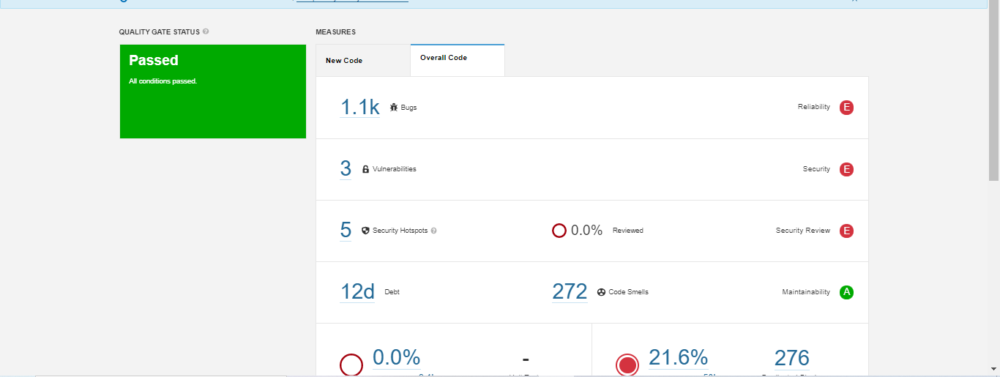 QUALITY GATE STATUS
MEASURES
Passed
All conditions passed.
New Code
Overall Code
1.1k Bugs
Reliability E
3 Vulnerabilities
Security E
5 Security Hotspots
0.0% Reviewed
Security Review E
12d Debt
272 Code Smells
Maintainability A
0.0%
-
21.6%
276